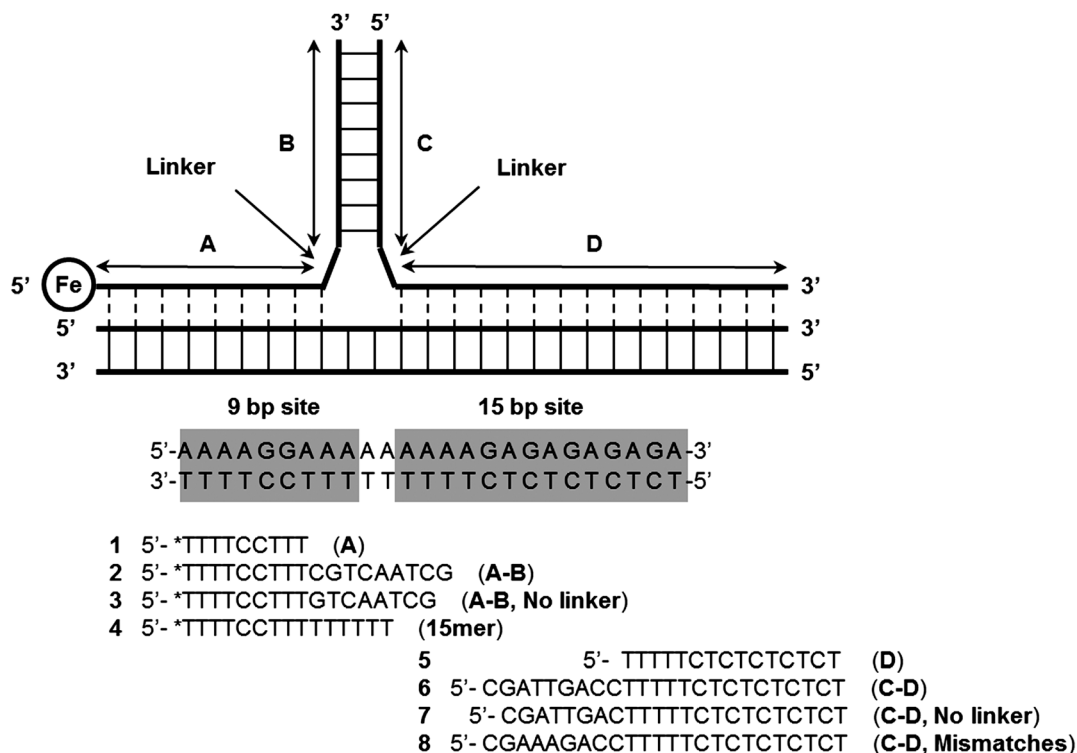 3’ 5’
B C
Linker Linker
A D
5’ Fe 3’
5’ 3’
3’ 5’
9 bp site 15 bp site
5’-A A A A G G A A A A A A A A A G A G A G A G A G A-3’
3’-T T T T C C T T T T T T T T T C T C T C T C T C T-5’
1 5’- *TTTTCCTTT (A)
2 5’- *TTTTCCTTTCGTCAATCG (A-B)
3 5’- *TTTTCCTTTGTCAATCG (A-B, No linker)
4 5’- *TTTTCCTTTTTTTTT (15mer)
5 5’- TTTTTCTCTCTCTCT (D)
6 5’- CGATTGACCTTTTTCTCTCTCTCT (C-D)
7 5’- CGATTGACTTTTTCTCTCTCTCT (C-D, No linker)
8 5’- CGAAAGACCTTTTTCTCTCTCTCT (C-D, Mismatches)